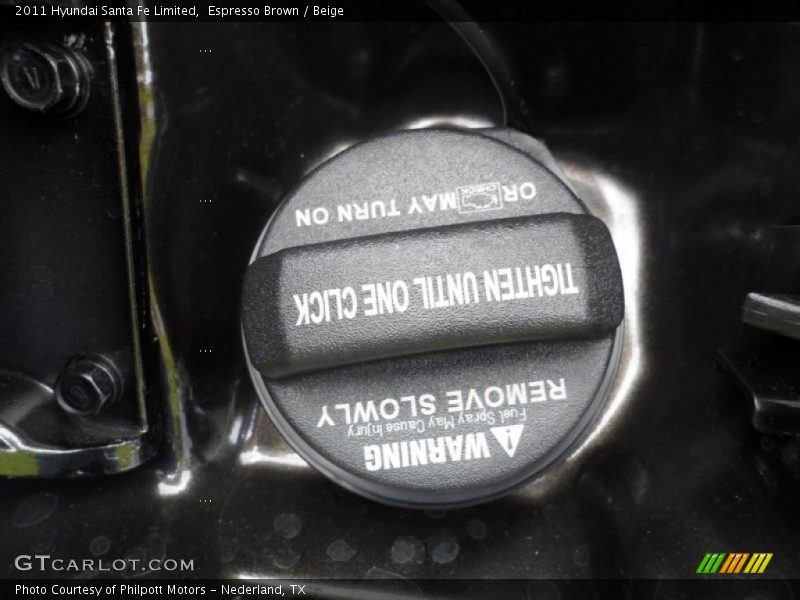 2011 Hyundai Santa Fe Limited,  Espresso Brown / Beige
WARNING
Fuel Spray May Cause Injury
REMOVE SLOWLY
TIGHTEN UNTIL ONE CLICK
OR CHECK MAY TURN ON
GTCARLOT.COM
Photo Courtesy of Philpott Motors - Nederland, TX